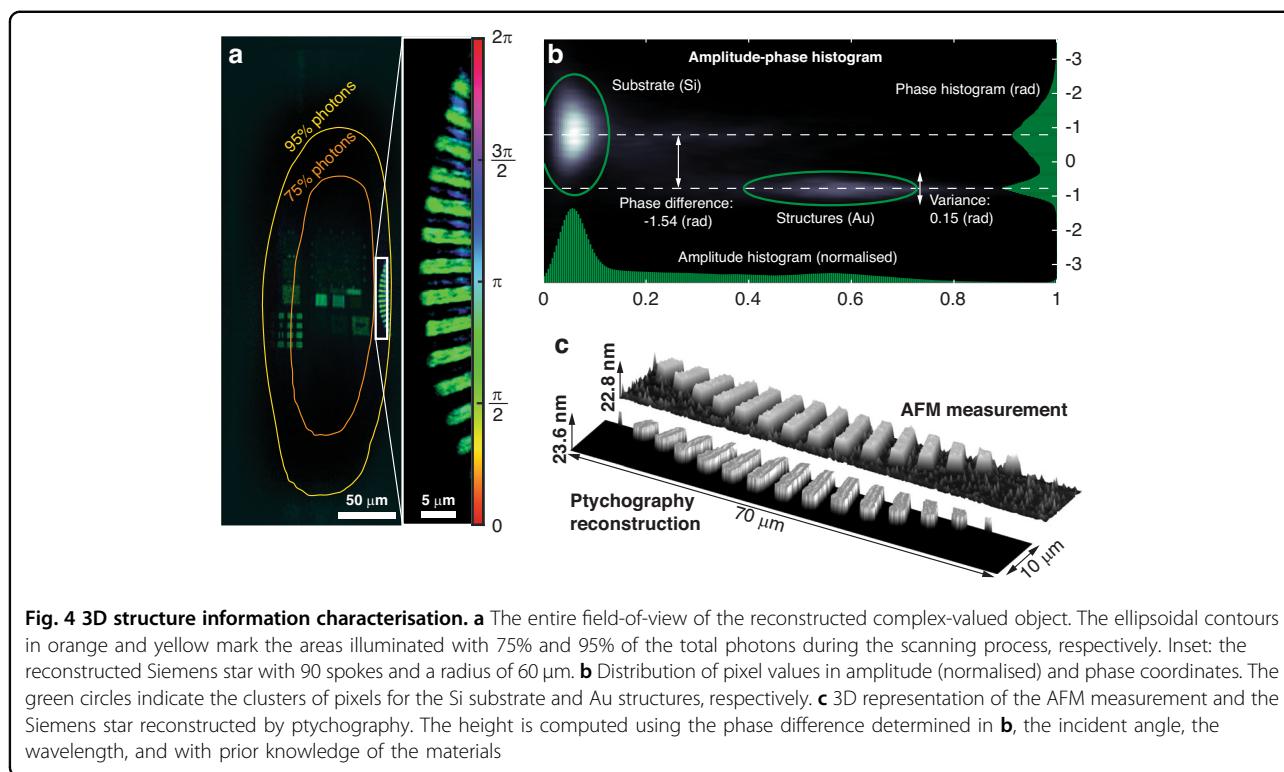 a
95% photons
75% photons
50 μm
5 μm
2π
3π
2
π
π
2
0
b
Amplitude-phase histogram
Substrate (Si)
Phase histogram (rad)
Phase difference:
-1.54 (rad)
Structures (Au)
Variance:
0.15 (rad)
Amplitude histogram (normalised)
-3
-2
-1
0
-1
-2
-3
0 0.2 0.4 0.6 0.8 1
c
22.8 nm
AFM measurement
23.6 nm
Ptychography
reconstruction
70 μm
10 μm
Fig. 4 3D structure information characterisation. a The entire field-of-view of the reconstructed complex-valued object. The ellipsoidal contours
in orange and yellow mark the areas illuminated with 75% and 95% of the total photons during the scanning process, respectively. Inset: the
reconstructed Siemens star with 90 spokes and a radius of 60 μm. b Distribution of pixel values in amplitude (normalised) and phase coordinates. The
green circles indicate the clusters of pixels for the Si substrate and Au structures, respectively. c 3D representation of the AFM measurement and the
Siemens star reconstructed by ptychography. The height is computed using the phase difference determined in b, the incident angle, the
wavelength, and with prior knowledge of the materials